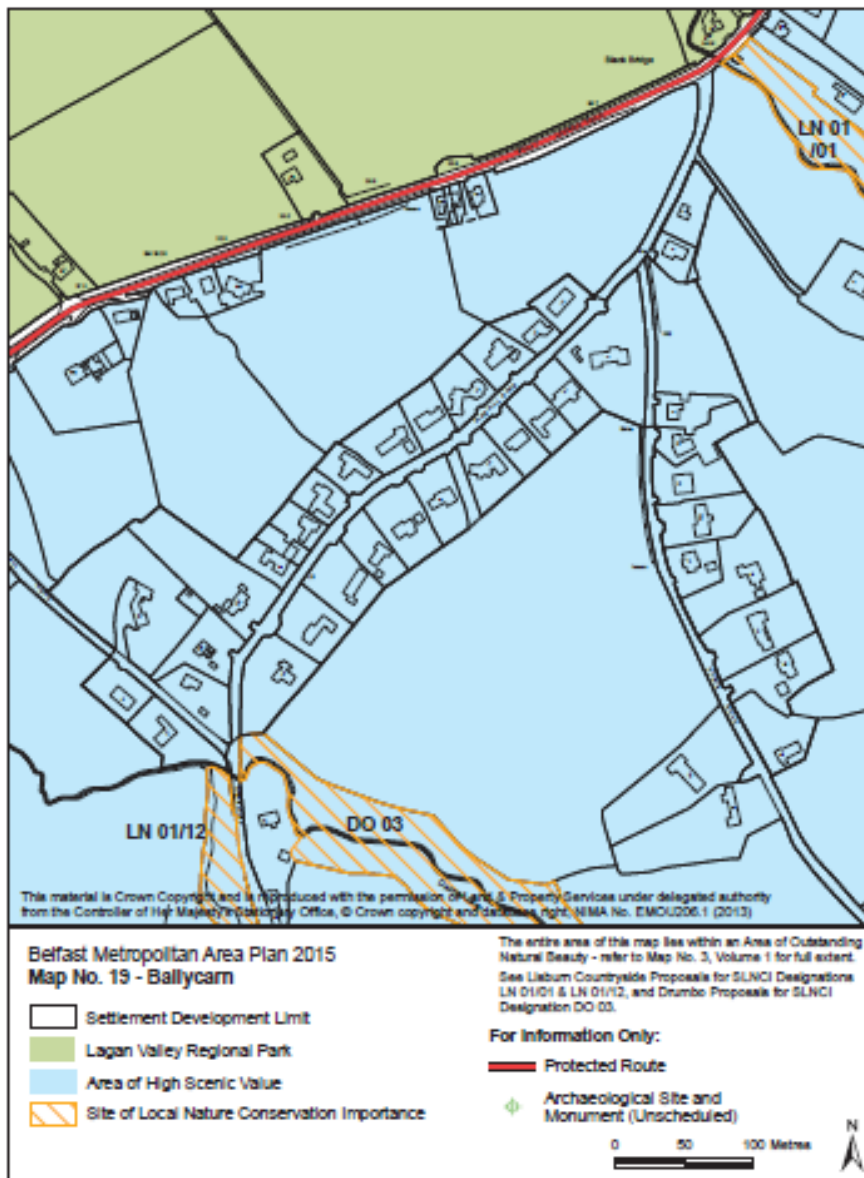 Black Bridge
LN 01
/01
LN 01/12
DO 03
This material is Crown Copyright and is reproduced with the permission of Land & Property Services under delegated authority
from the Controller of Her Majesty's Stationery Office, © Crown copyright and database right, NIMA No. EMOU206.1 (2013)
Belfast Metropolitan Area Plan 2015
Map No. 19 - Ballycarn
Settlement Development Limit
Lagan Valley Regional Park
Area of High Scenic Value
Site of Local Nature Conservation Importance
The entire area of this map lies within an Area of Outstanding
Natural Beauty - refer to Map No. 3, Volume 1 for full extent.
See Lisburn Countryside Proposals for SLNCI Designations
LN 01/01 & LN 01/12, and Drumbo Proposals for SLNCI
Designation DO 03.
For Information Only:
Protected Route
Archaeological Site and
Monument (Unscheduled)
0 50 100 Metres
N